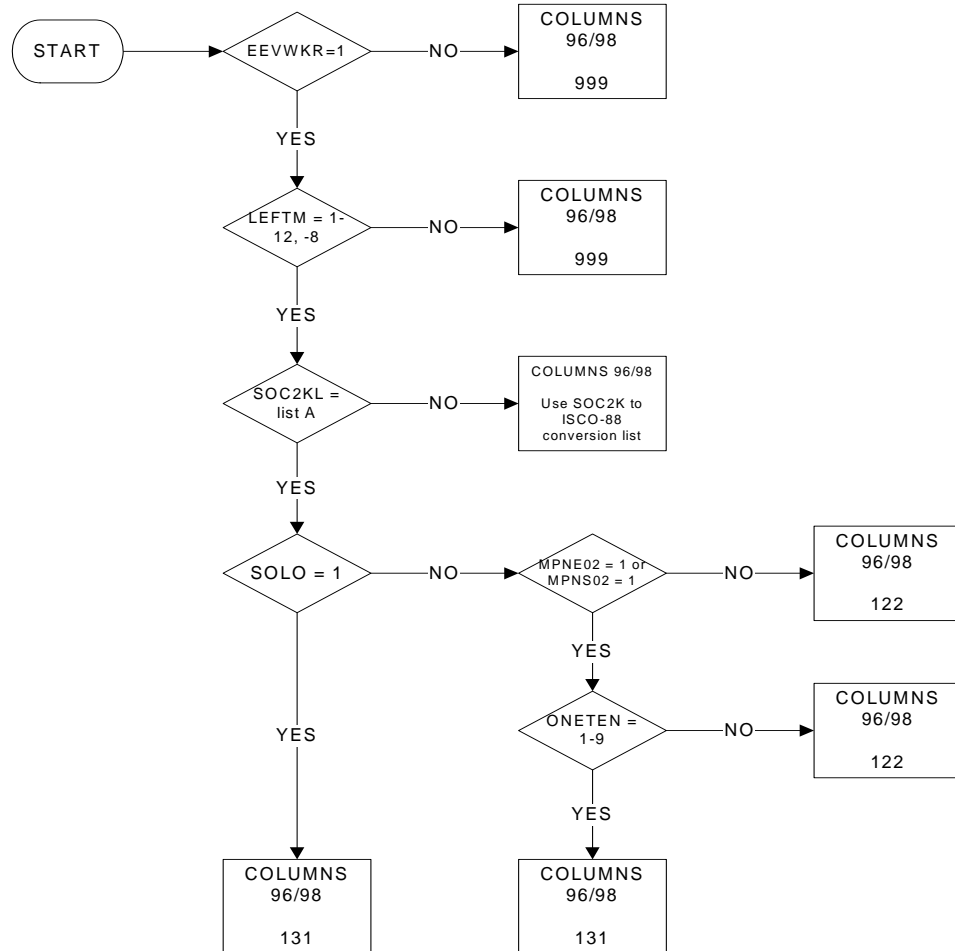 START
EEVWKR=1
NO
COLUMNS
96/98
999
YES
LEFTM = 1-
12, -8
NO
COLUMNS
96/98
999
YES
SOC2KL =
list A
NO
COLUMNS 96/98
Use SOC2K to
ISCO-88
conversion list
YES
SOLO = 1
NO
MPNE02 = 1 or
MPNS02 = 1
NO
COLUMNS
96/98
122
YES
ONETEN =
1-9
NO
COLUMNS
96/98
122
YES
YES
COLUMNS
96/98
131
COLUMNS
96/98
131